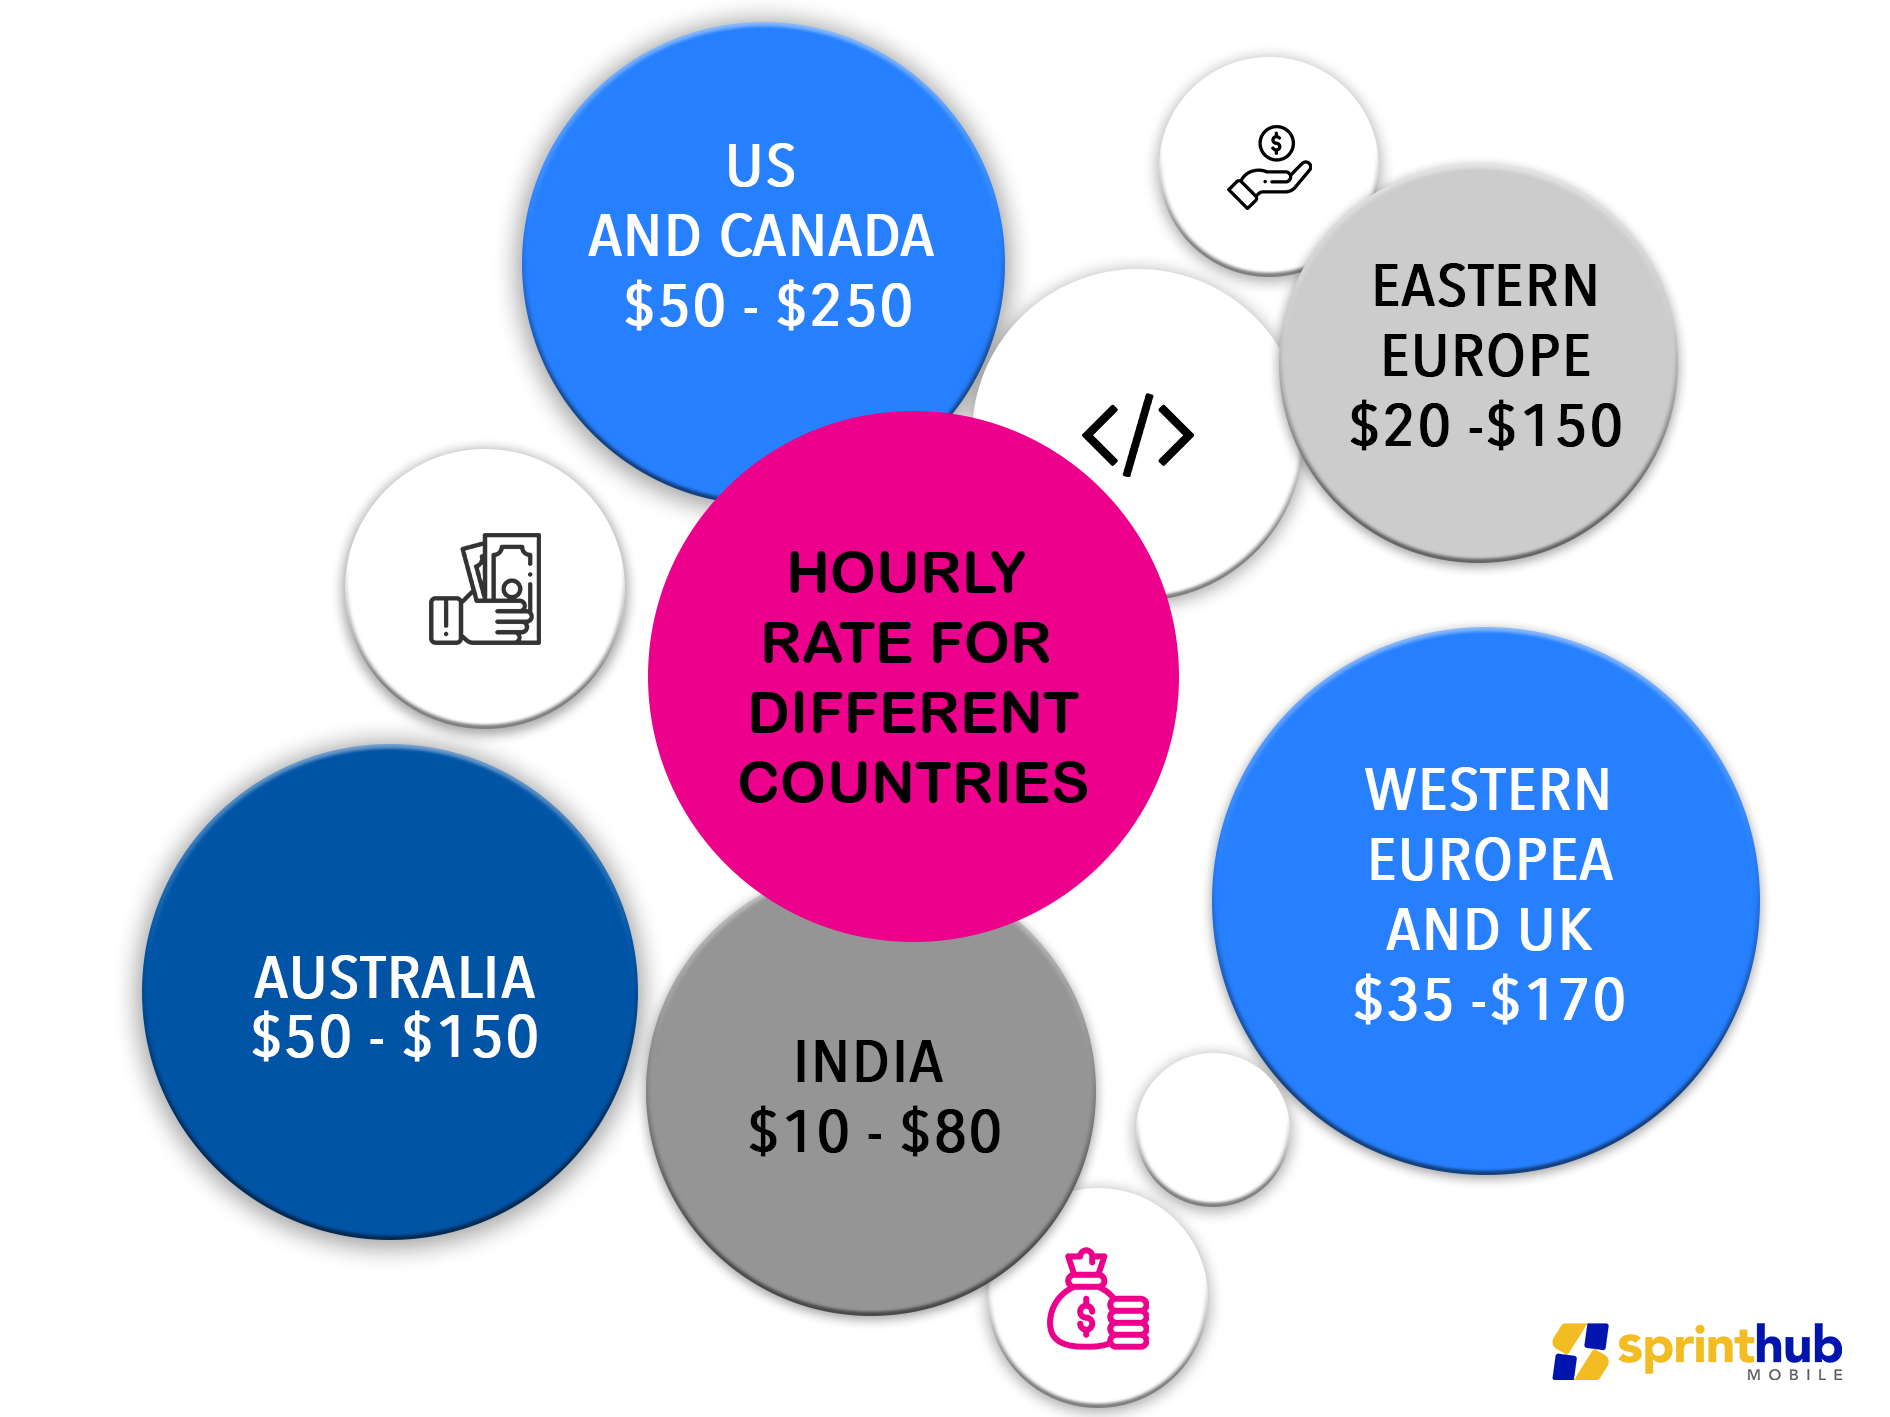 US
AND CANADA
$50 - $250
$
EASTERN
EUROPE
$20 -$150
</>
HOURLY
RATE FOR
DIFFERENT
COUNTRIES
WESTERN
EUROPEA
AND UK
$35 -$170
AUSTRALIA
$50 - $150
INDIA
$10 - $80
$
sprinthub
MOBILE